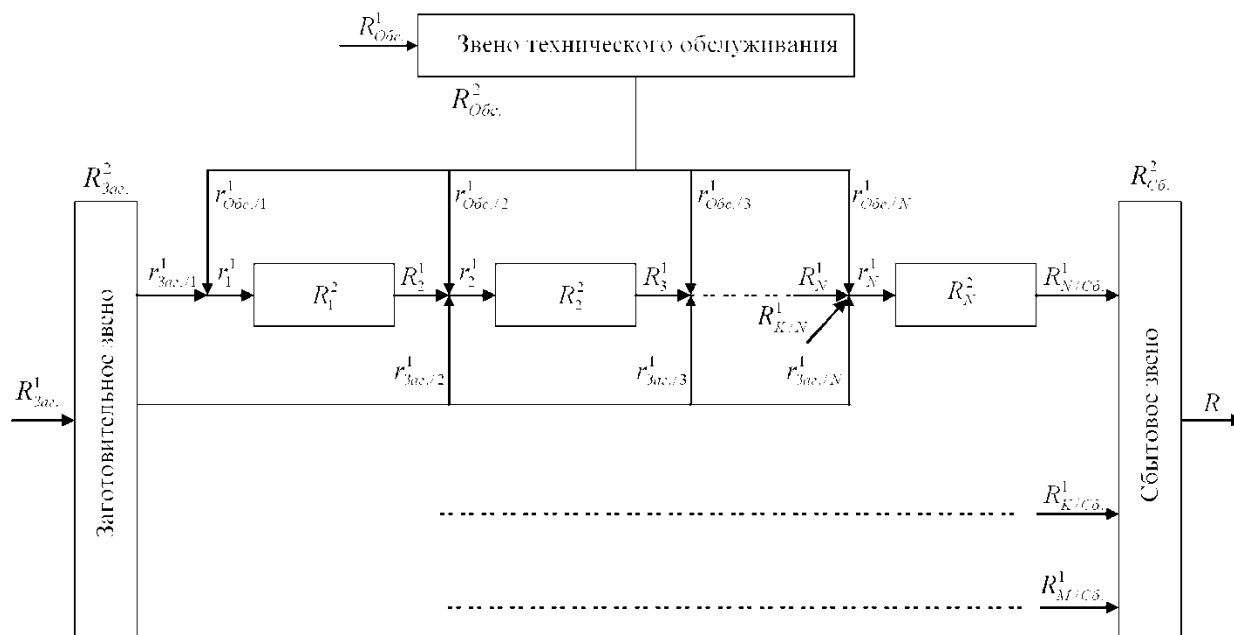 R¹Обс.
Звено технического обслуживания
R²Обс.
R²Заг.
R²Сб.
r¹Обс./1
r¹Обс./2
r¹Обс./3
r¹Обс./N
r¹Заг./1
r¹1
R²1
R¹2
r¹2
R²2
R¹3
R¹N
r¹N
R²N
R¹N/Сб.
R¹K/N
r¹Заг./2
r¹Заг./3
r¹Заг./N
R¹Заг.
Заготовительное звено
R
Сбытовое звено
R¹K/Сб.
R¹M/Сб.